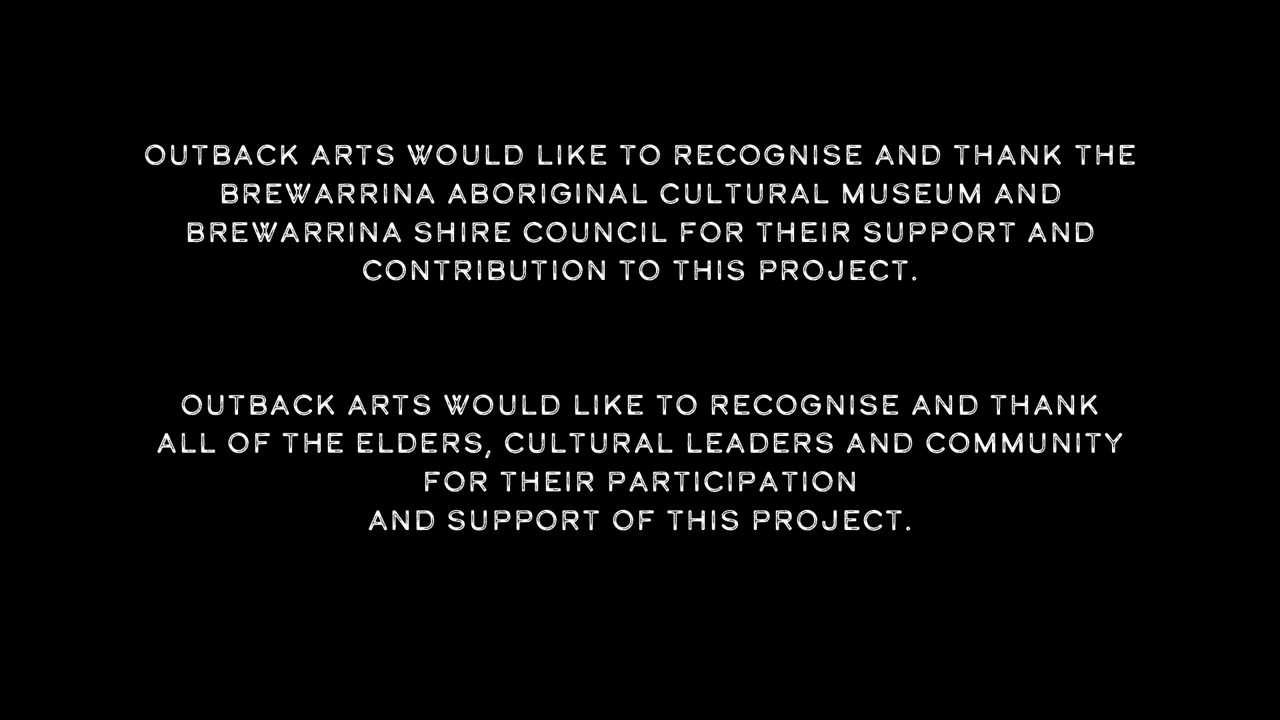 OUTBACK ARTS WOULD LIKE TO RECOGNISE AND THANK THE
BREWARRINA ABORIGINAL CULTURAL MUSEUM AND
BREWARRINA SHIRE COUNCIL FOR THEIR SUPPORT AND
CONTRIBUTION TO THIS PROJECT.
OUTBACK ARTS WOULD LIKE TO RECOGNISE AND THANK
ALL OF THE ELDERS, CULTURAL LEADERS AND COMMUNITY
FOR THEIR PARTICIPATION
AND SUPPORT OF THIS PROJECT.